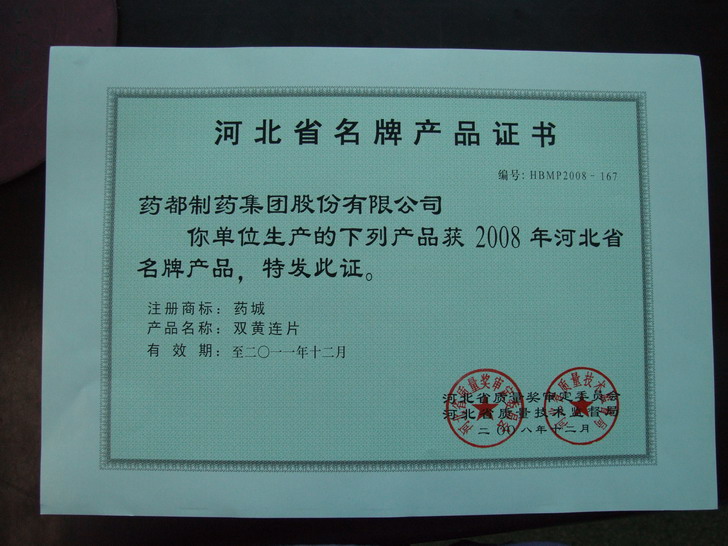 河北省名牌产品证书
编号: HBMP2008－167
药都制药集团股份有限公司
你单位生产的下列产品获 2008 年河北省
名牌产品，特发此证。
注册商标：药城
产品名称：双黄连片
有 效 期：至二〇一一年十二月
河北省质量奖审定委员会
河北省质量技术监督局
二〇〇八年十二月